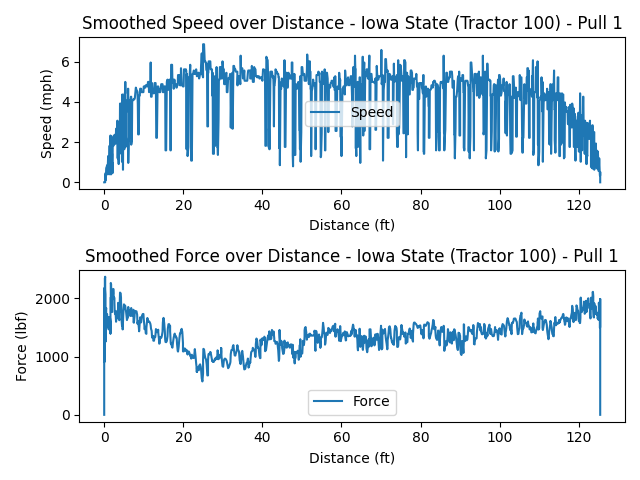 Smoothed Speed over Distance - Iowa State (Tractor 100) - Pull 1
Speed (mph)
6
4
2
0
Speed
0 20 40 60 80 100 120
Distance (ft)
Smoothed Force over Distance - Iowa State (Tractor 100) - Pull 1
Force (lbf)
2000
1000
0
Force
0 20 40 60 80 100 120
Distance (ft)